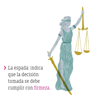 La espada: indica
que la decisión
tomada se debe
cumplir con firmeza.